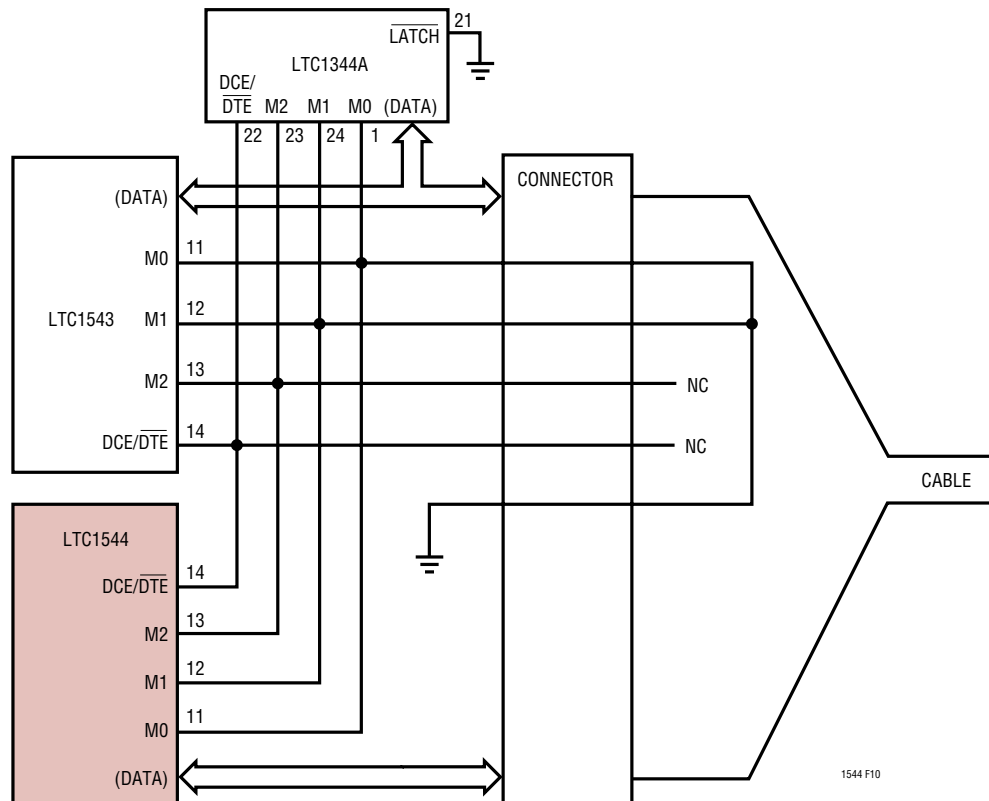 21
LATCH
LTC1344A
DCE/
DTE M2 M1 M0 (DATA)
22 23 24 1
CONNECTOR
(DATA)
M0 11
LTC1543
M1 12
M2 13
NC
DCE/DTE 14
NC
CABLE
LTC1544
DCE/DTE 14
M2 13
M1 12
M0 11
(DATA)
1544 F10